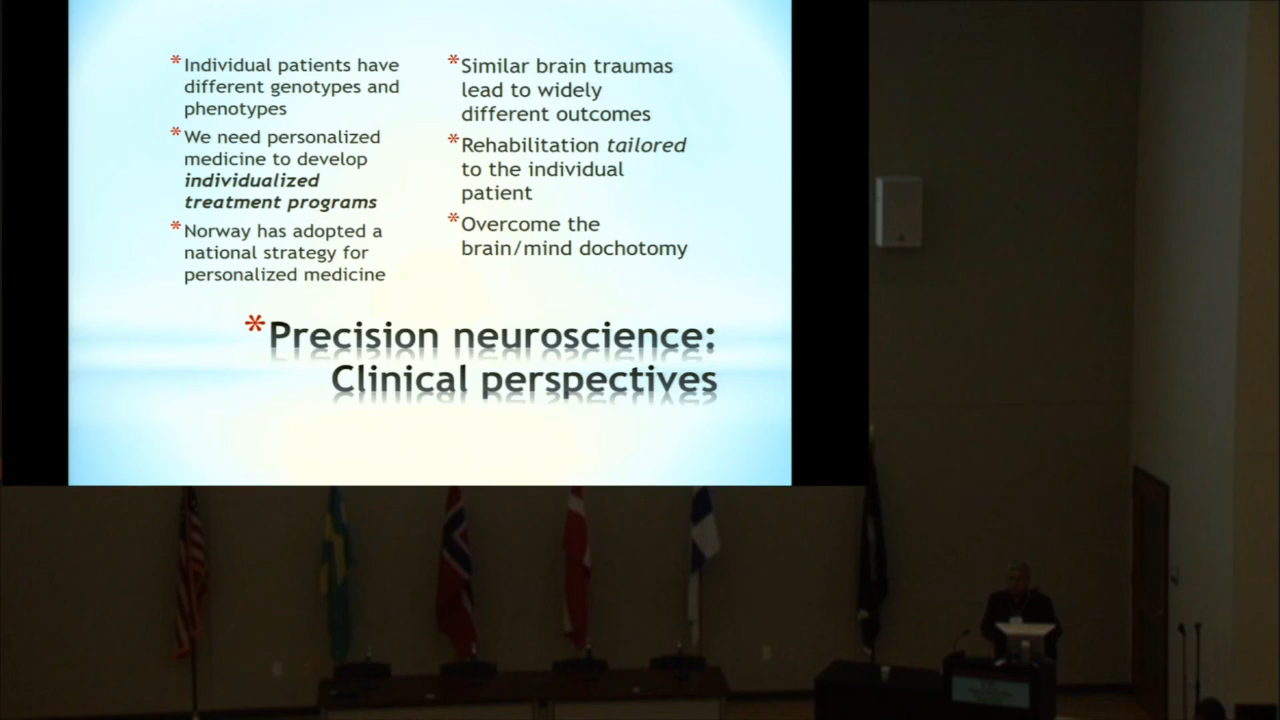 * Individual patients have
different genotypes and
phenotypes
* We need personalized
medicine to develop
individualized
treatment programs
* Norway has adopted a
national strategy for
personalized medicine
* Similar brain traumas
lead to widely
different outcomes
* Rehabilitation tailored
to the individual
patient
* Overcome the
brain/mind dochotomy
* Precision neuroscience:
Clinical perspectives